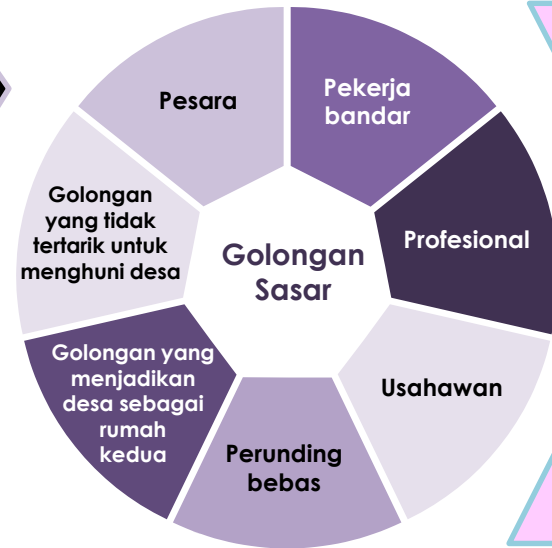 Golongan
Sasar
Pekerja
bandar
Profesional
Usahawan
Perunding
bebas
Golongan yang
menjadikan
desa sebagai
rumah
kedua
Golongan
yang tidak
tertarik untuk
menghuni desa
Pesara